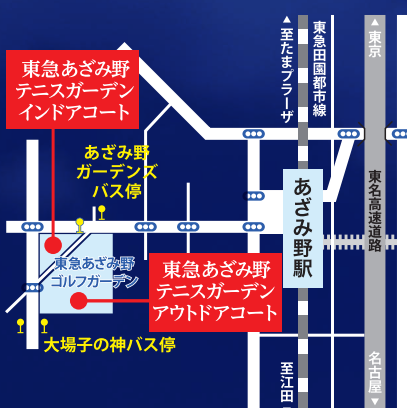 ▲至たまプラーザ
東急田園都市線
▲東京
東急あざみ野
テニスガーデン
インドアコート
あざみ野
ガーデンズ
バス停
あざみ野駅
東名高速道路
東急あざみ野
ゴルフガーデン
東急あざみ野
テニスガーデン
アウトドアコート
大場子の神バス停
至江田
名古屋▼